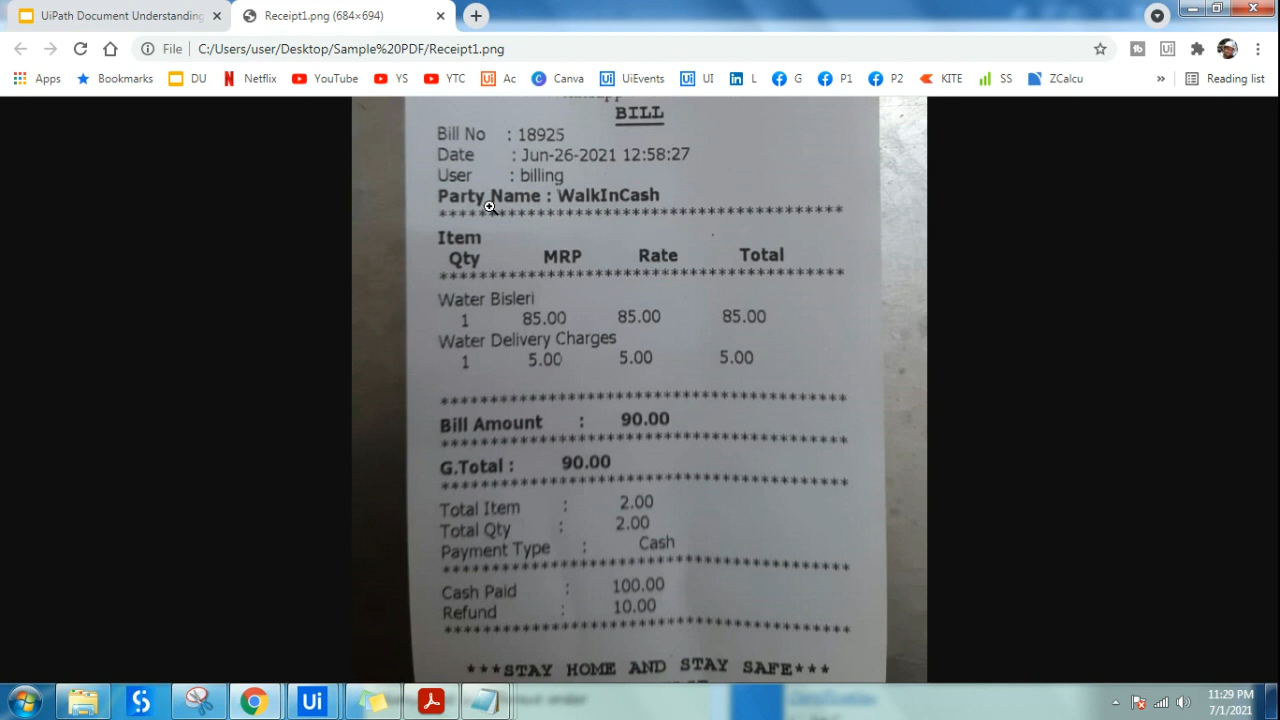 UiPath Document Understanding
Receipt1.png (684×694)
File
C:/Users/user/Desktop/Sample%20PDF/Receipt1.png
Apps Bookmarks DU Netflix YouTube YS YTC Ac Canva UiEvents UI L G P1 P2 KITE SS ZCalcu » Reading list
BILL
Bill No : 18925
Date : Jun-26-2021 12:58:27
User : billing
Party Name : WalkInCash
****************************************
Item
Qty MRP Rate Total
****************************************
Water Bisleri
1 85.00 85.00 85.00
Water Delivery Charges
1 5.00 5.00 5.00
****************************************
Bill Amount : 90.00
****************************************
G.Total : 90.00
****************************************
Total Item : 2.00
Total Qty : 2.00
Payment Type : Cash
****************************************
Cash Paid : 100.00
Refund : 10.00
****************************************
***STAY HOME AND STAY SAFE***
Ui
11:29 PM
7/1/2021